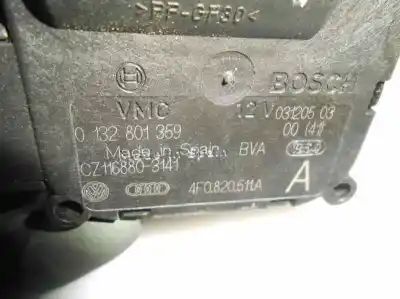 >PP-GF30<
BOSCH
VMC 12 V 031205 03
0 132 801 359 00 (41)
Made in Spain BVA
CZ116880-3141
4F0.820.511A A